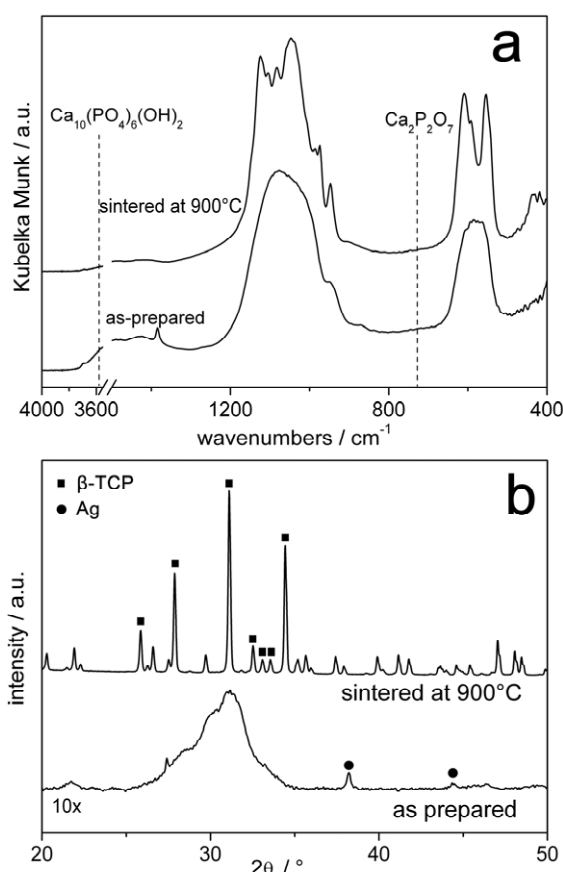 a
Ca10(PO4)6(OH)2
Ca2P2O7
sintered at 900°C
as-prepared
Kubelka Munk / a.u.
4000 3600 1200 800 400
wavenumbers / cm-1
b
■ β-TCP
● Ag
sintered at 900°C
10x
as prepared
intensity / a.u.
20 30 40 50
2θ / °